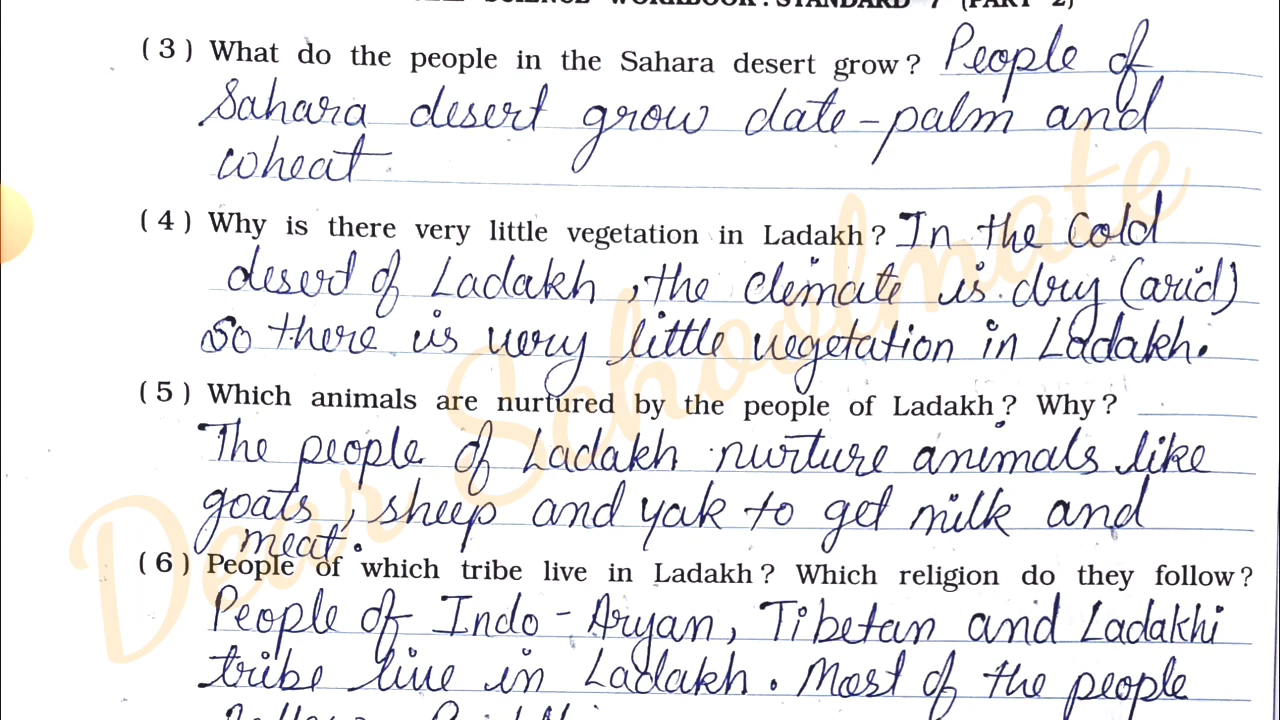 SCIENCE WORKBOOK : STANDARD 7 (PART 2)
(3) What do the people in the Sahara desert grow? People of
Sahara desert grow date-palm and
wheat.
(4) Why is there very little vegetation in Ladakh? In the cold
desert of Ladakh, the climate is dry (arid)
so there is very little vegetation in Ladakh.
(5) Which animals are nurtured by the people of Ladakh? Why?
The people of Ladakh nurture animals like
goats, sheep and yak to get milk and
meat.
(6) People of which tribe live in Ladakh? Which religion do they follow?
People of Indo-Aryan, Tibetan and Ladakhi
tribe live in Ladakh. Most of the people
Dear Schoolmate